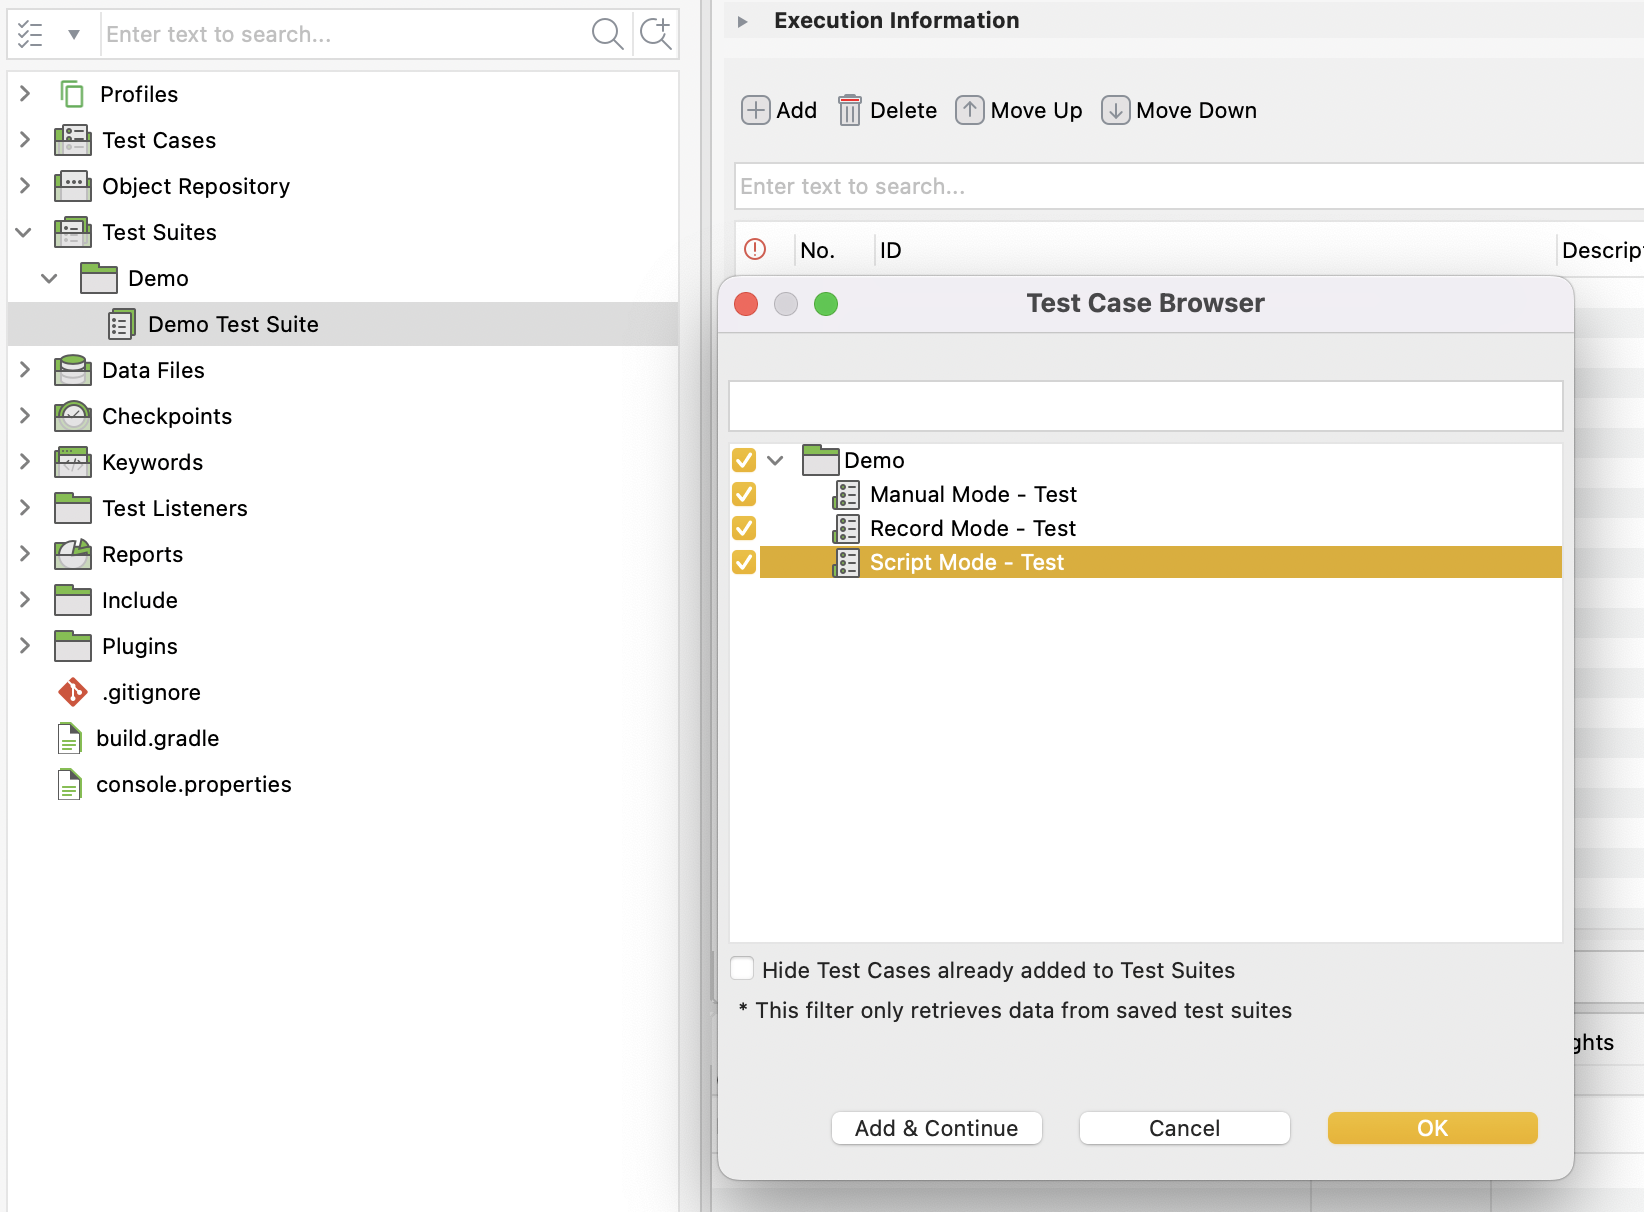 Enter text to search...
Profiles
Test Cases
Object Repository
Test Suites
Demo
Demo Test Suite
Data Files
Checkpoints
Keywords
Test Listeners
Reports
Include
Plugins
.gitignore
build.gradle
console.properties
Execution Information
Add Delete Move Up Move Down
Enter text to search...
No. ID Descrip
Test Case Browser
Demo
Manual Mode - Test
Record Mode - Test
Script Mode - Test
Hide Test Cases already added to Test Suites
* This filter only retrieves data from saved test suites
ghts
Add & Continue Cancel OK